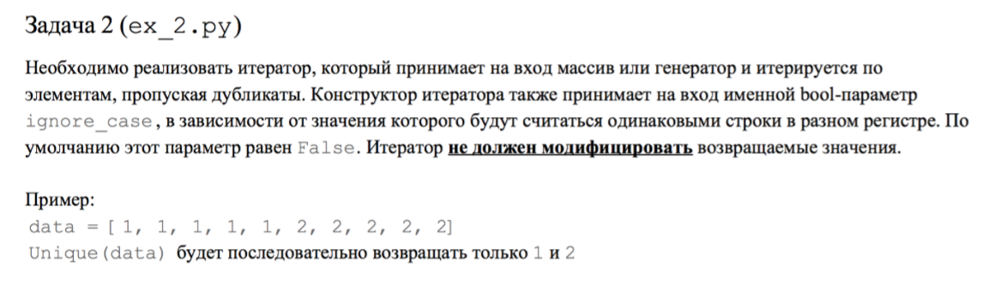 Задача 2 (ex_2.py)
Необходимо реализовать итератор, который принимает на вход массив или генератор и итерируется по
элементам, пропуская дубликаты. Конструктор итератора также принимает на вход именной bool-параметр
ignore_case, в зависимости от значения которого будут считаться одинаковыми строки в разном регистре. По
умолчанию этот параметр равен False. Итератор не должен модифицировать возвращаемые значения.
Пример:
data = [ 1, 1, 1, 1, 1, 2, 2, 2, 2, 2]
Unique(data) будет последовательно возвращать только 1 и 2